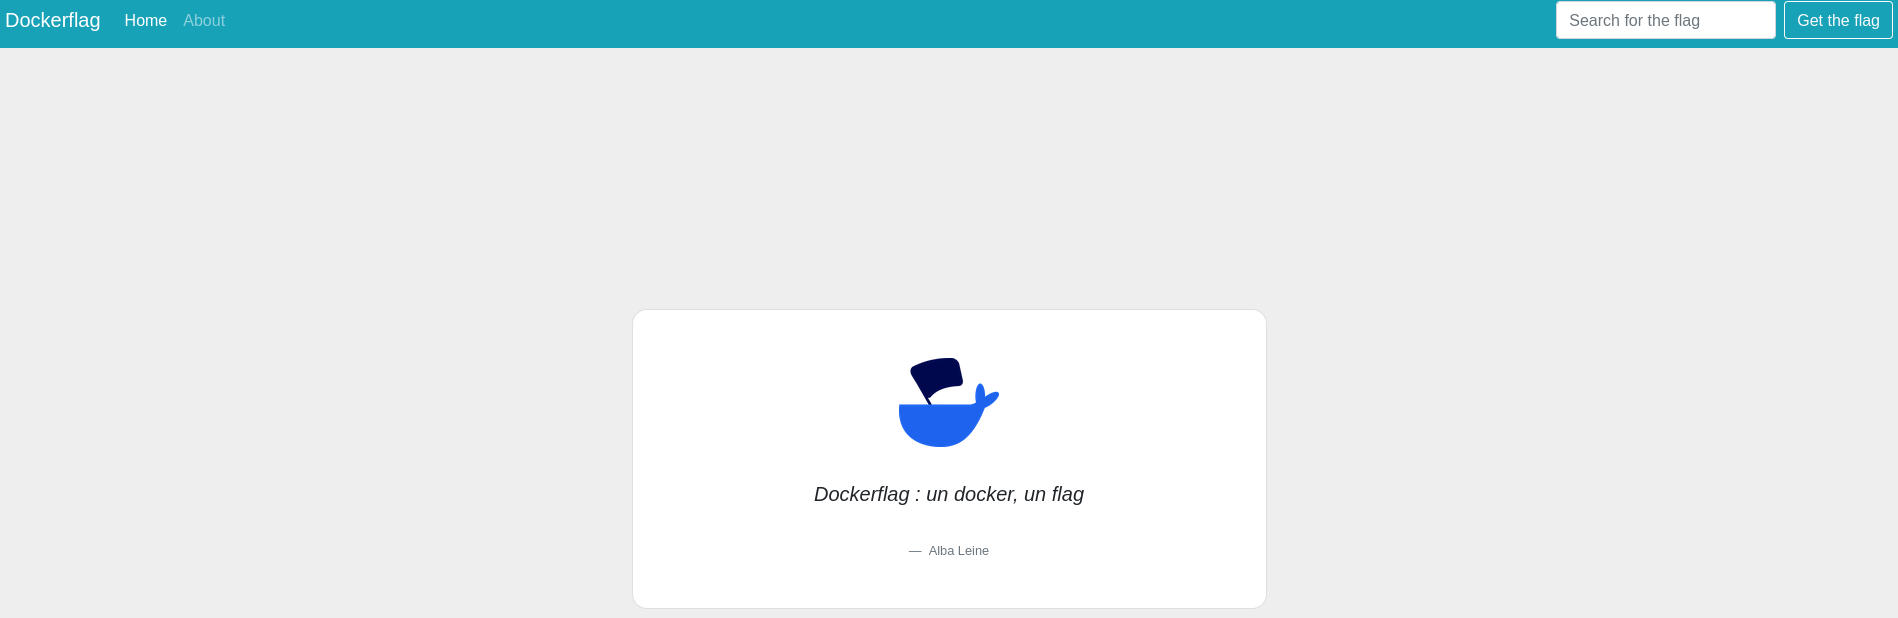 Dockerflag Home About Search for the flag Get the flag
Dockerflag : un docker, un flag
— Alba Leine